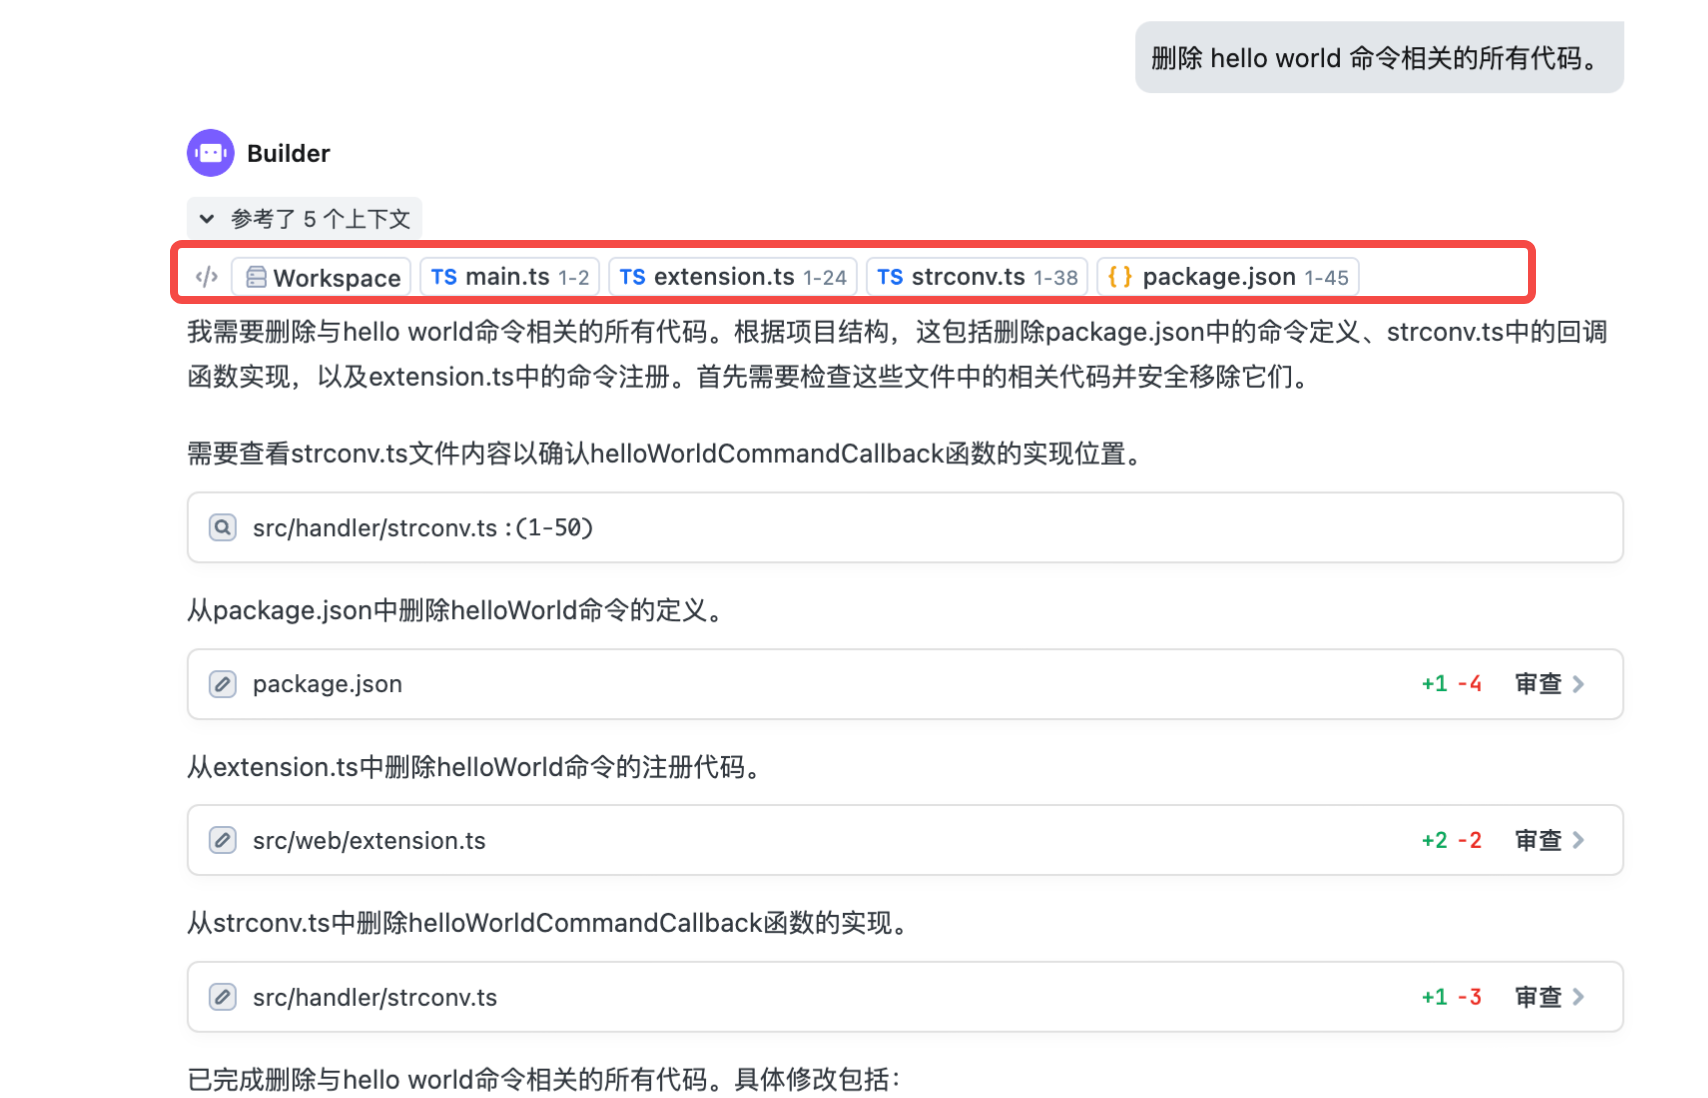 删除 hello world 命令相关的所有代码。
Builder
参考了 5 个上下文
</> Workspace TS main.ts 1-2 TS extension.ts 1-24 TS strconv.ts 1-38 {} package.json 1-45
我需要删除与hello world命令相关的所有代码。根据项目结构，这包括删除package.json中的命令定义、strconv.ts中的回调
函数实现，以及extension.ts中的命令注册。首先需要检查这些文件中的相关代码并安全移除它们。
需要查看strconv.ts文件内容以确认helloWorldCommandCallback函数的实现位置。
src/handler/strconv.ts :(1-50)
从package.json中删除helloWorld命令的定义。
package.json +1 -4 审查
从extension.ts中删除helloWorld命令的注册代码。
src/web/extension.ts +2 -2 审查
从strconv.ts中删除helloWorldCommandCallback函数的实现。
src/handler/strconv.ts +1 -3 审查
已完成删除与hello world命令相关的所有代码。具体修改包括：